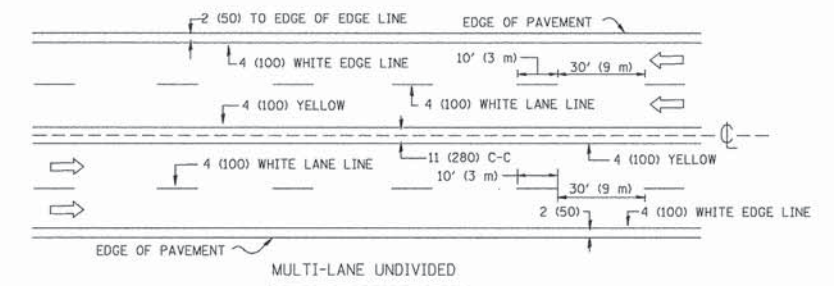 2 (50) TO EDGE OF EDGE LINE
EDGE OF PAVEMENT
4 (100) WHITE EDGE LINE
10' (3 m)
30' (9 m)
4 (100) YELLOW
4 (100) WHITE LANE LINE
CL
4 (100) WHITE LANE LINE
11 (280) C-C
4 (100) YELLOW
10' (3 m)
30' (9 m)
2 (50)
4 (100) WHITE EDGE LINE
EDGE OF PAVEMENT
MULTI-LANE UNDIVIDED